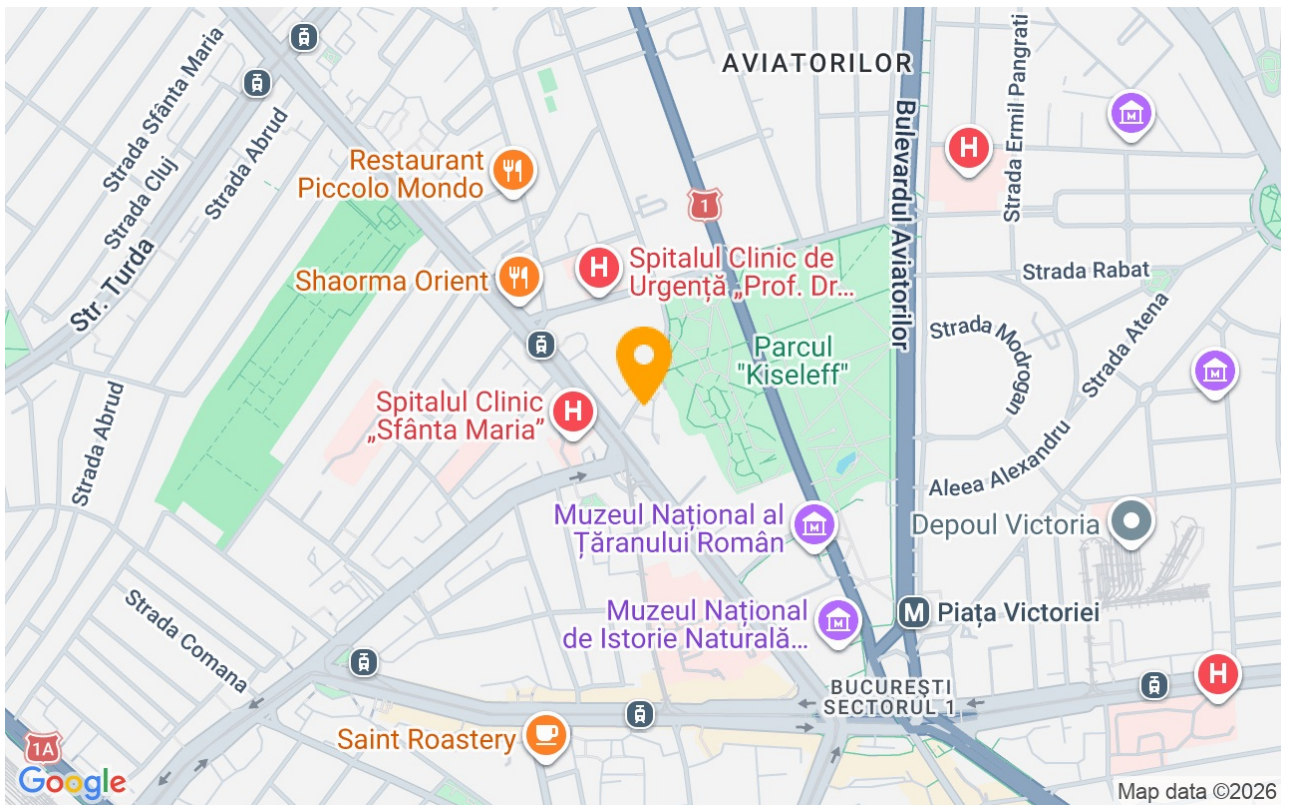 AVIATORILOR
Strada Sfânta Maria
Strada Cluj
Strada Abrud
Str. Turda
Restaurant
Piccolo Mondo
1
Bulevardul Aviatorilor
H
Strada Ermil Pangrati
M
Shaorma Orient
H
Spitalul Clinic de
Urgență „Prof. Dr...
Strada Rabat
Strada Modrogan
Strada Atena
M
Parcul
"Kiseleff"
Spitalul Clinic
„Sfânta Maria”
H
Strada Abrud
Aleea Alexandru
Muzeul Național al
Țăranului Român
M
Depoul Victoria
Strada Comana
Muzeul Național
de Istorie Naturală...
M
M
Piața Victoriei
H
BUCUREȘTI
SECTORUL 1
Saint Roastery
1A
Google
Map data ©2026